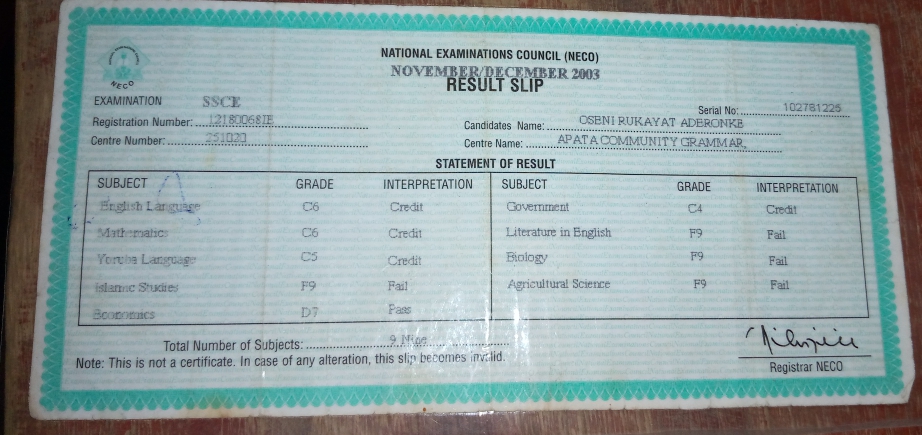 NECO
NATIONAL EXAMINATIONS COUNCIL (NECO)
NOVEMBER/DECEMBER 2003
RESULT SLIP
EXAMINATION SSCE
Serial No: 102781225
Registration Number: 12180068IE
Candidates Name: OSENI RUKAYAT ADERONKE
Centre Number: 251020
Centre Name: APATA COMMUNITY GRAMMAR,
STATEMENT OF RESULT
SUBJECT GRADE INTERPRETATION SUBJECT GRADE INTERPRETATION
English Language C6 Credit Government C4 Credit
Mathematics C6 Credit Literature in English F9 Fail
Yoruba Language C5 Credit Biology F9 Fail
Islamic Studies F9 Fail Agricultural Science F9 Fail
Economics D7 Pass
Total Number of Subjects: 9 Nine
Note: This is not a certificate. In case of any alteration, this slip becomes invalid.
Registrar NECO